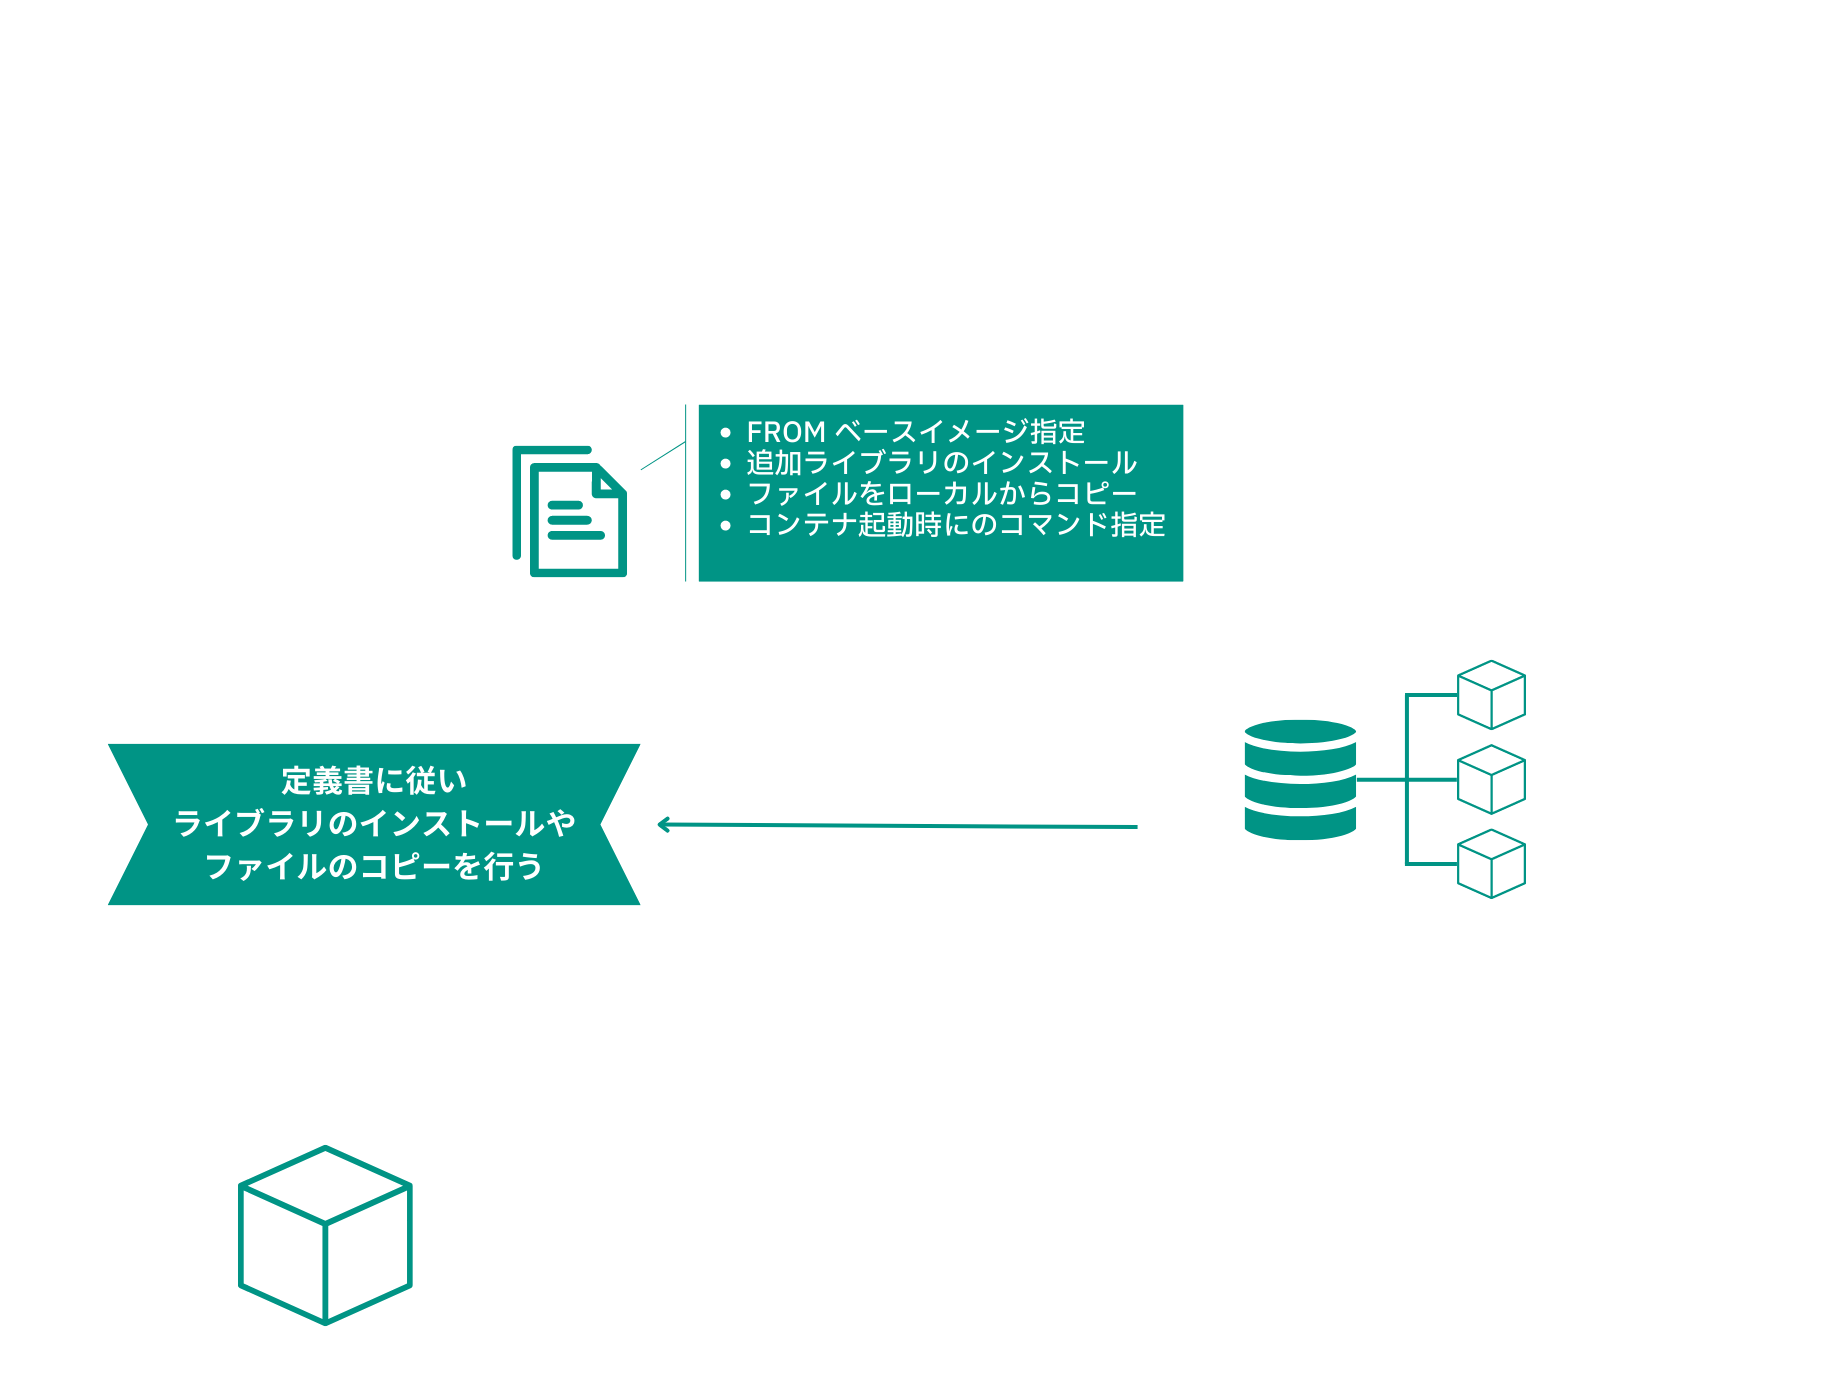 FROM ベースイメージ指定
追加ライブラリのインストール
ファイルをローカルからコピー
コンテナ起動時にのコマンド指定
定義書に従い
ライブラリのインストールや
ファイルのコピーを行う